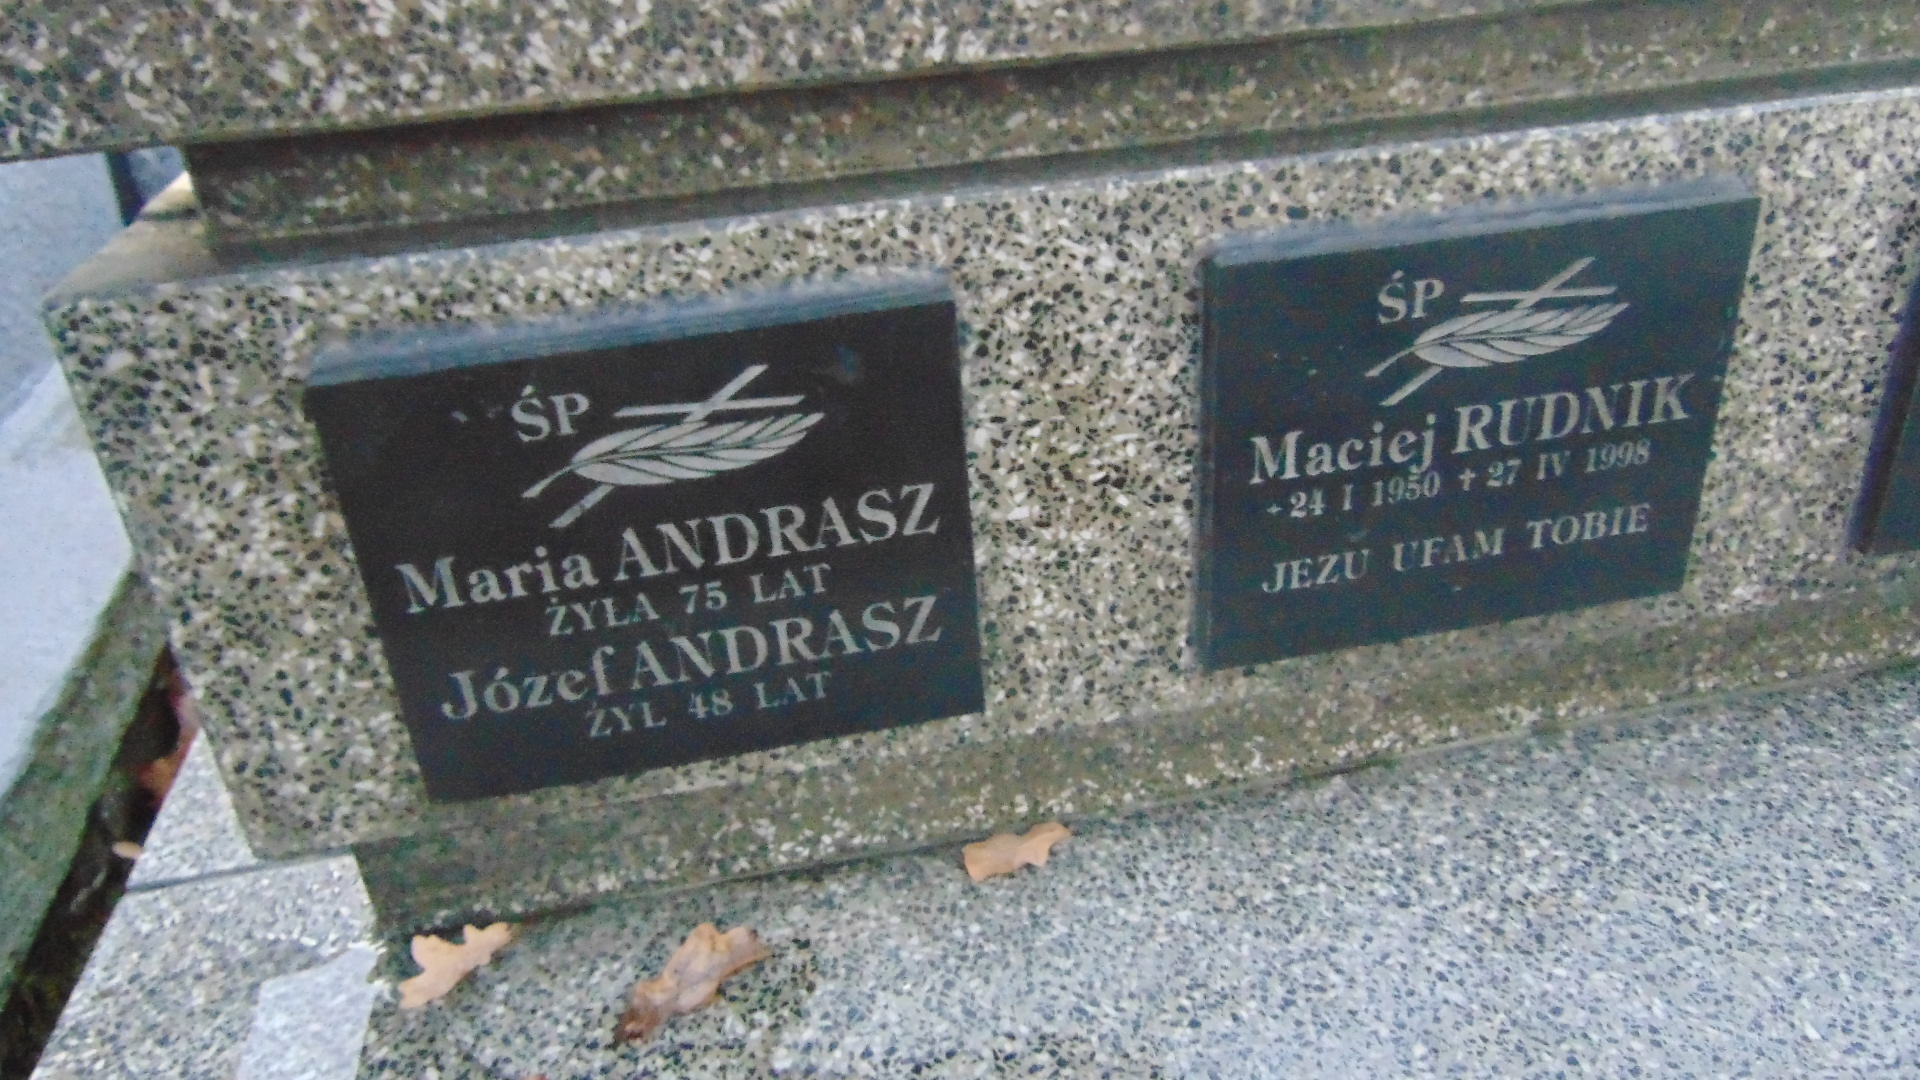 ŚP
Maria ANDRASZ
ŻYŁA 75 LAT
Józef ANDRASZ
ŻYL 48 LAT
ŚP
Maciej RUDNIK
+24 I 1950 † 27 IV 1998
JEZU UFAM TOBIE